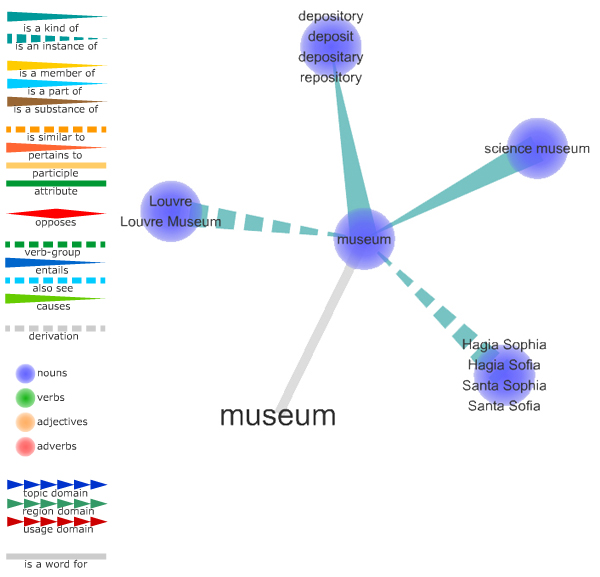 is a kind of
is an instance of
is a member of
is a part of
is a substance of
is similar to
pertains to
participle
attribute
opposes
verb-group
entails
also see
causes
derivation
nouns
verbs
adjectives
adverbs
topic domain
region domain
usage domain
is a word for
depository
deposit
depositary
repository
science museum
Louvre
Louvre Museum
museum
Hagia Sophia
Hagia Sofia
Santa Sophia
Santa Sofia
museum